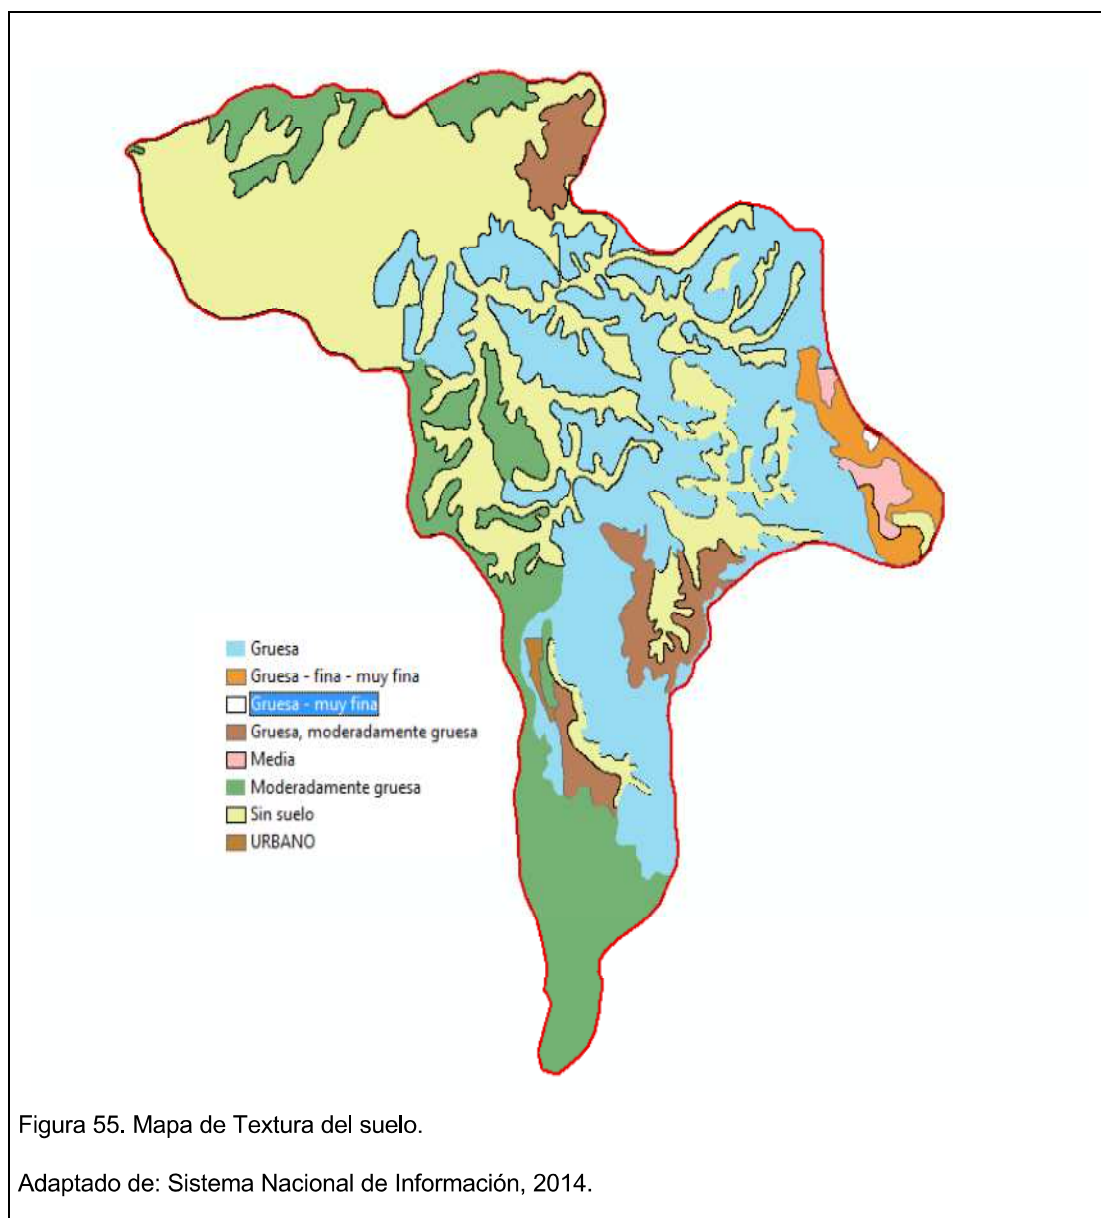 Gruesa
Gruesa - fina - muy fina
Gruesa - muy fina
Gruesa, moderadamente gruesa
Media
Moderadamente gruesa
Sin suelo
URBANO
Figura 55. Mapa de Textura del suelo.
Adaptado de: Sistema Nacional de Información, 2014.